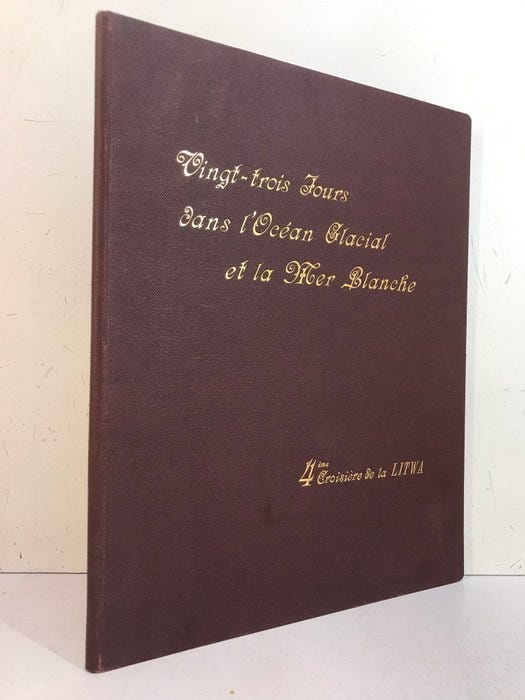 Vingt-trois Jours
dans l'Océan Glacial
et la Mer Blanche
4ème Croisière de la LITWA